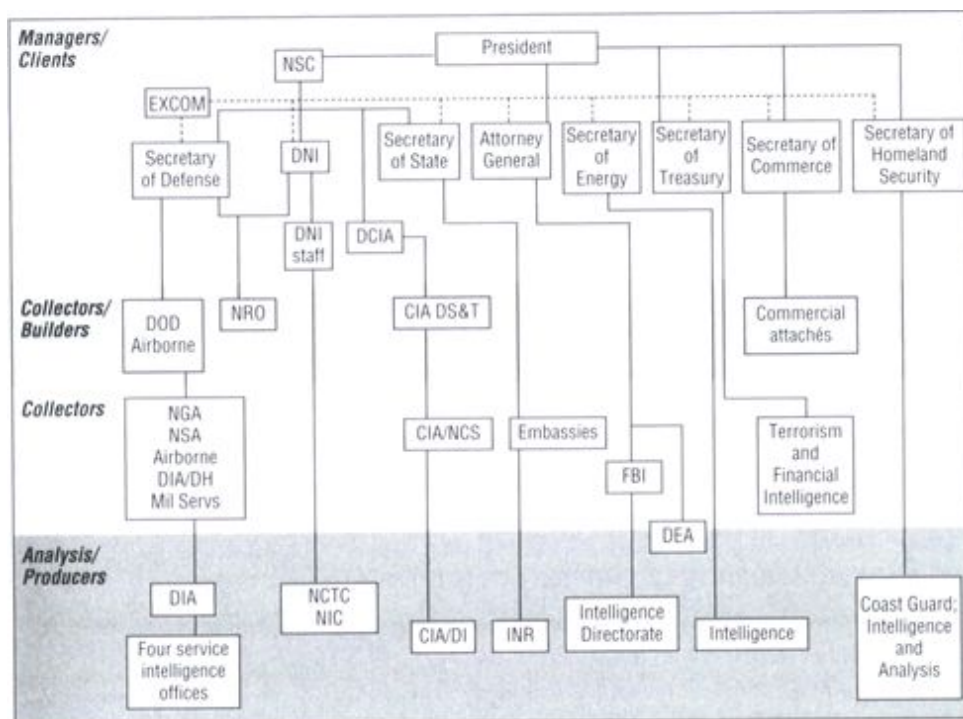 Managers/
Clients
President
NSC
EXCOM
Secretary
of Defense
DNI
Secretary
of State
Attorney
General
Secretary
of
Energy
Secretary
of
Treasury
Secretary of
Commerce
Secretary of
Homeland
Security
DNI
staff
DCIA
Collectors/
Builders
DOD
Airborne
NRO
CIA DS&T
Commercial
attachés
Collectors
NGA
NSA
Airborne
DIA/DH
Mil Servs
CIA/NCS
Embassies
FBI
Terrorism
and
Financial
Intelligence
DEA
Analysis/
Producers
DIA
Four service
intelligence
offices
NCTC
NIC
CIA/DI
INR
Intelligence
Directorate
Intelligence
Coast Guard;
Intelligence
and
Analysis